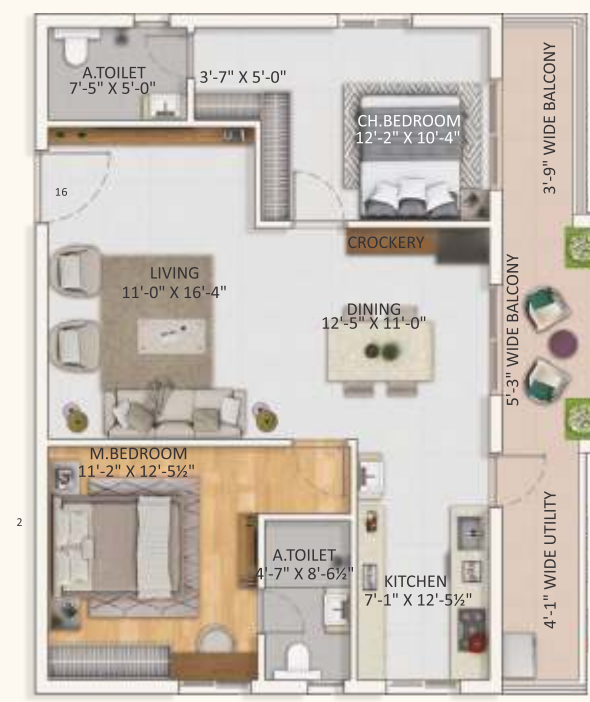 A.TOILET
7'-5" X 5'-0"
3'-7" X 5'-0"
CH.BEDROOM
12'-2" X 10'-4"
3'-9" WIDE BALCONY
16
CROCKERY
LIVING
11'-0" X 16'-4"
DINING
12'-5" X 11'-0"
5'-3" WIDE BALCONY
M.BEDROOM
11'-2" X 12'-5½"
2
A.TOILET
4'-7" X 8'-6½"
KITCHEN
7'-1" X 12'-5½"
4'-1" WIDE UTILITY